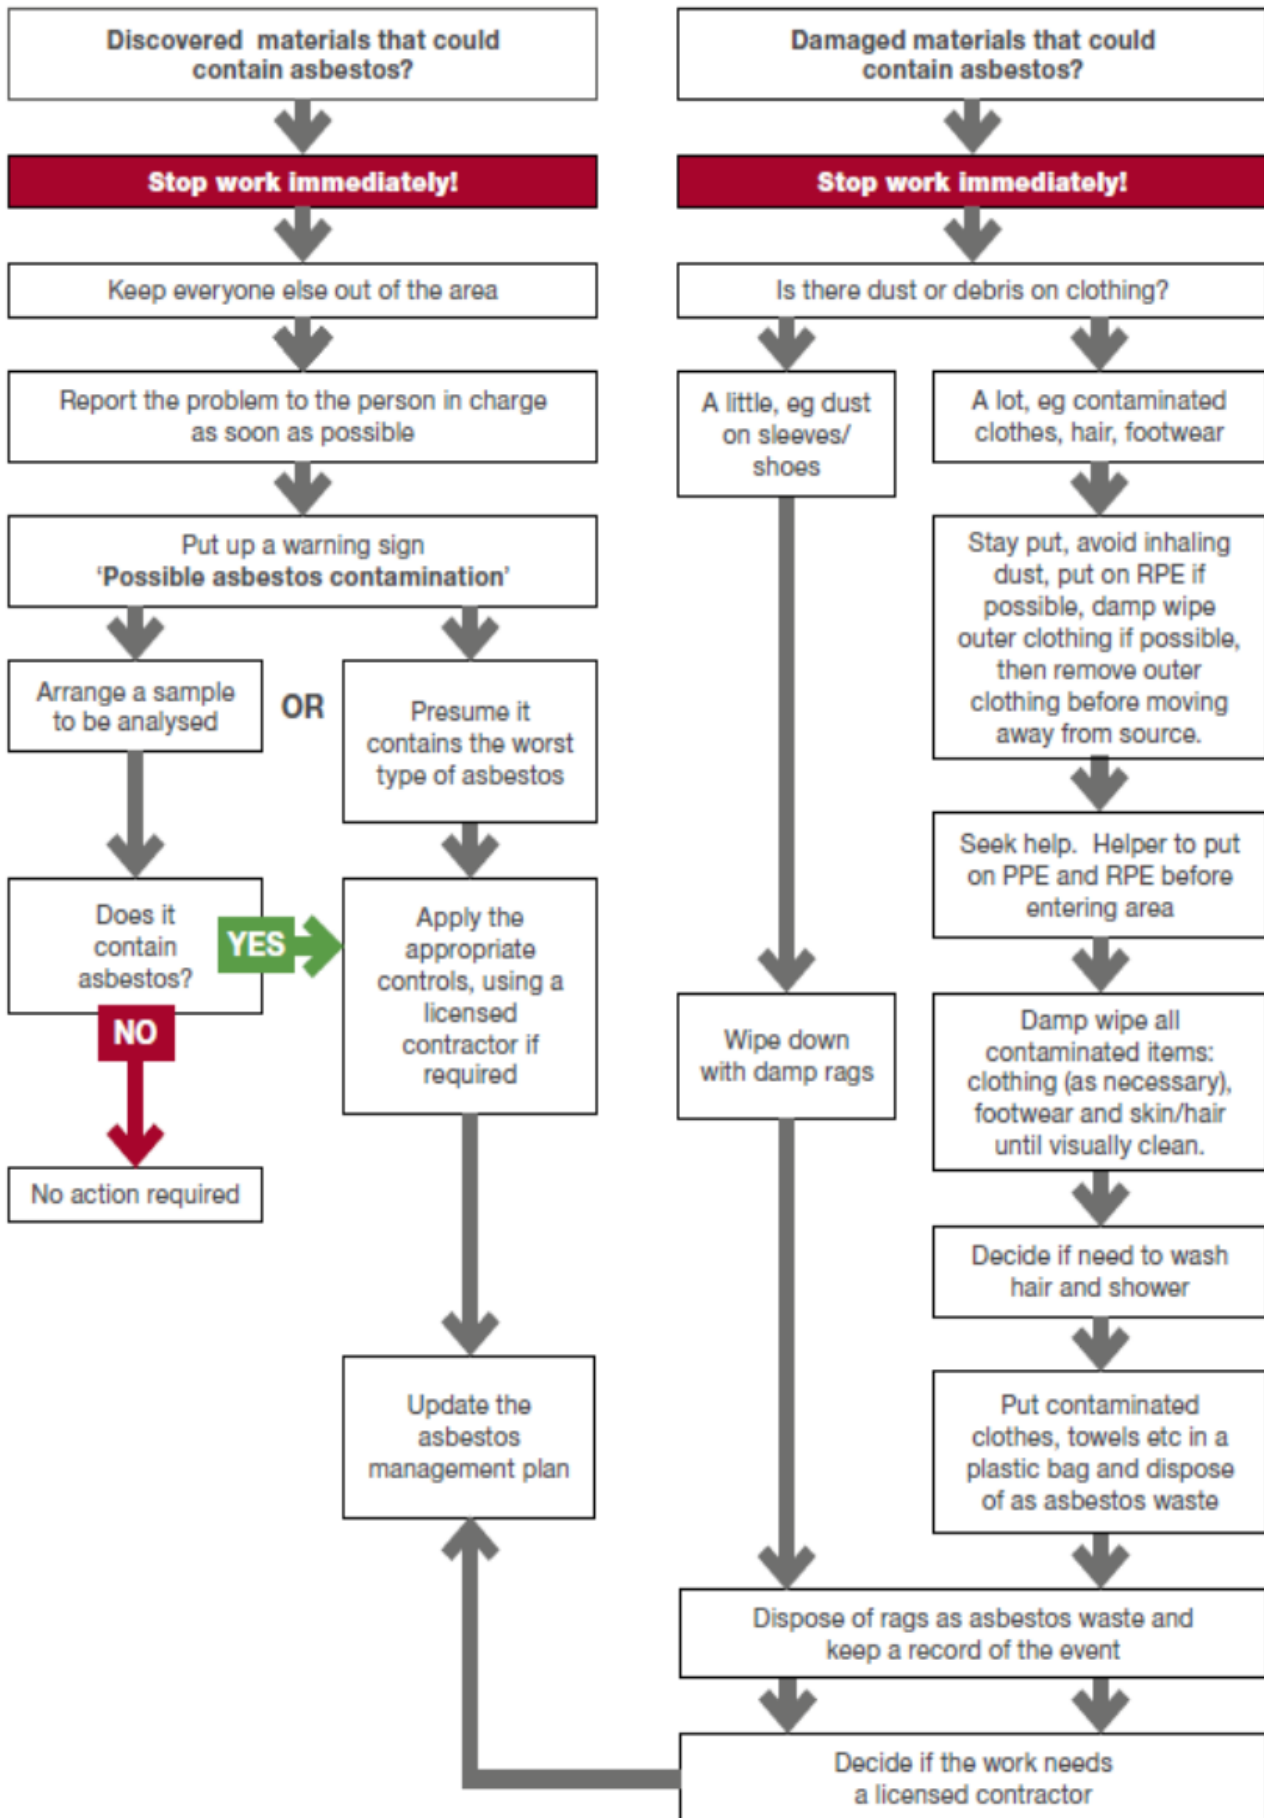 Discovered materials that could
contain asbestos?
Stop work immediately!
Keep everyone else out of the area
Report the problem to the person in charge
as soon as possible
Put up a warning sign
‘Possible asbestos contamination’
Arrange a sample
to be analysed
OR
Presume it
contains the worst
type of asbestos
Does it
contain
asbestos?
YES
NO
No action required
Apply the
appropriate
controls, using a
licensed
contractor if
required
Update the
asbestos
management plan
Damaged materials that could
contain asbestos?
Stop work immediately!
Is there dust or debris on clothing?
A little, eg dust
on sleeves/
shoes
Wipe down
with damp rags
A lot, eg contaminated
clothes, hair, footwear
Stay put, avoid inhaling
dust, put on RPE if
possible, damp wipe
outer clothing if possible,
then remove outer
clothing before moving
away from source.
Seek help. Helper to put
on PPE and RPE before
entering area
Damp wipe all
contaminated items:
clothing (as necessary),
footwear and skin/hair
until visually clean.
Decide if need to wash
hair and shower
Put contaminated
clothes, towels etc in a
plastic bag and dispose
of as asbestos waste
Dispose of rags as asbestos waste and
keep a record of the event
Decide if the work needs
a licensed contractor